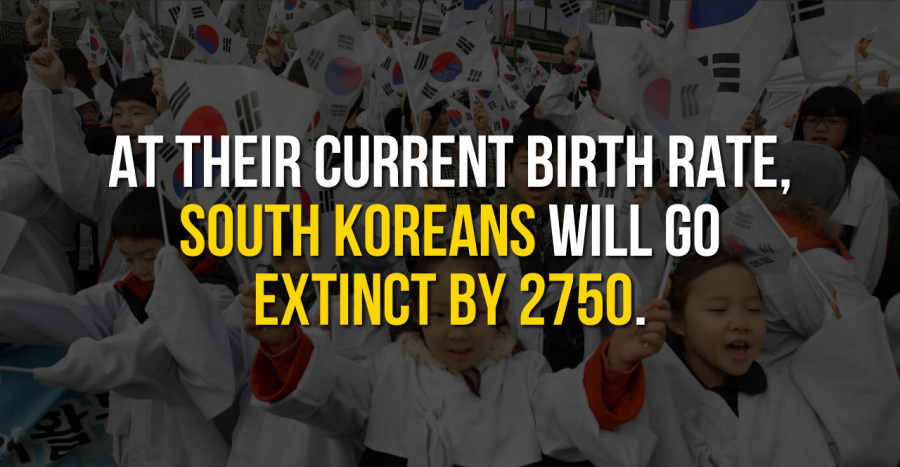 AT THEIR CURRENT BIRTH RATE,
SOUTH KOREANS WILL GO
EXTINCT BY 2750.